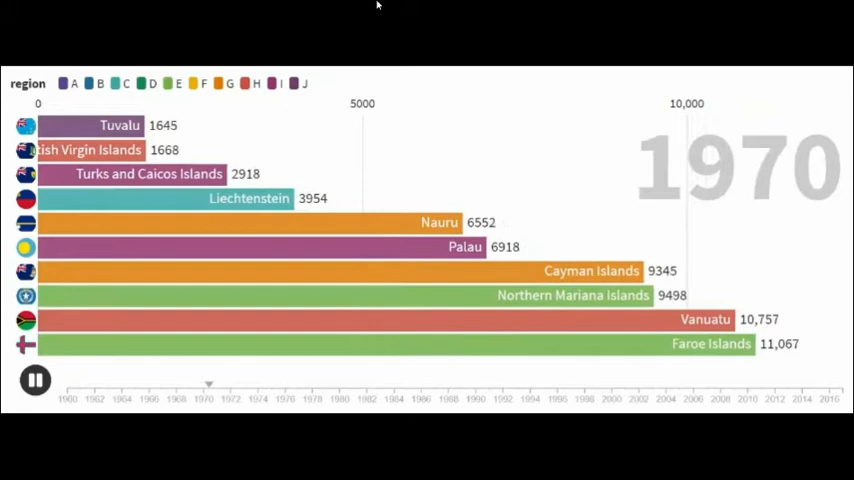 region A B C D E F G H I J
0 5000 10,000
1970
Tuvalu 1645
tish Virgin Islands 1668
Turks and Caicos Islands 2918
Liechtenstein 3954
Nauru 6552
Palau 6918
Cayman Islands 9345
Northern Mariana Islands 9498
Vanuatu 10,757
Faroe Islands 11,067
1960 1962 1964 1966 1968 1970 1972 1974 1976 1978 1980 1982 1984 1986 1988 1990 1992 1994 1996 1998 2000 2002 2004 2006 2008 2010 2012 2014 2016